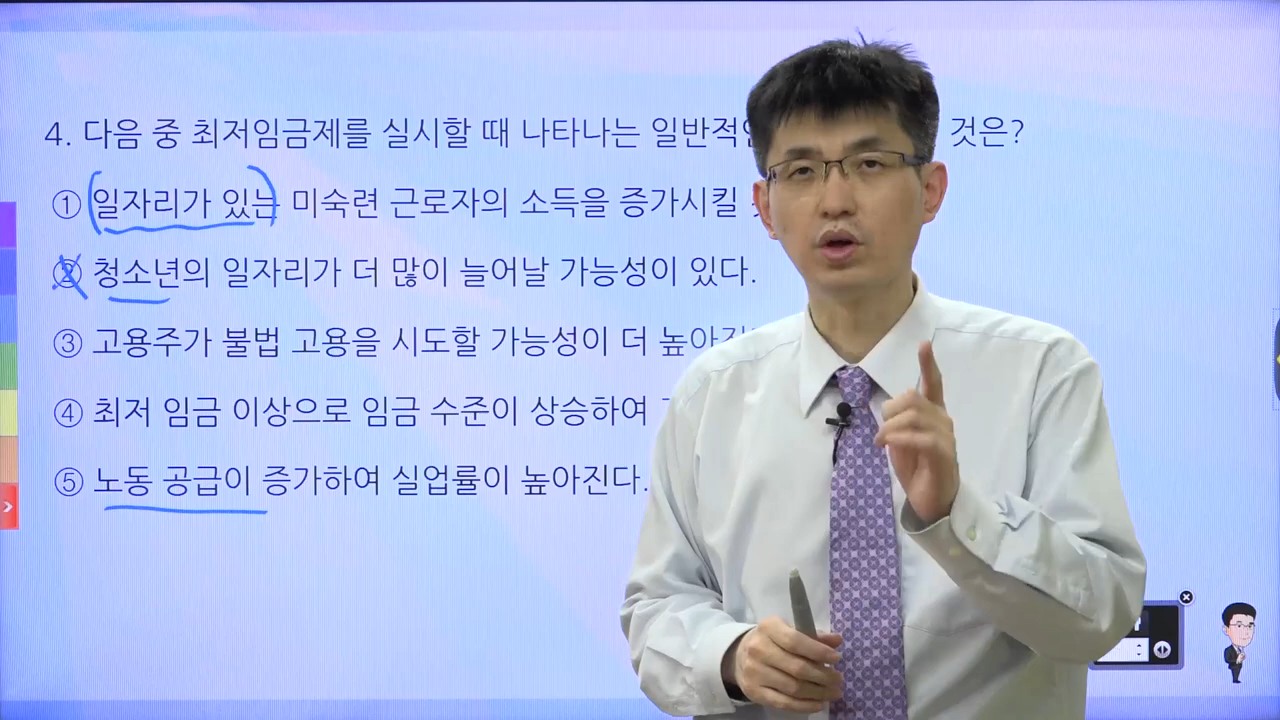 4. 다음 중 최저임금제를 실시할 때 나타나는 것은?
① 일자리가 있는 미숙련 근로자의 소득을 증가시킬
② 청소년의 일자리가 더 많이 늘어날 가능성이 있다.
③ 고용주가 불법 고용을 시도할 가능성이 더
④ 최저 임금 이상으로 임금 수준이 상승하여
⑤ 노동 공급이 증가하여 실업률이 높아진다.